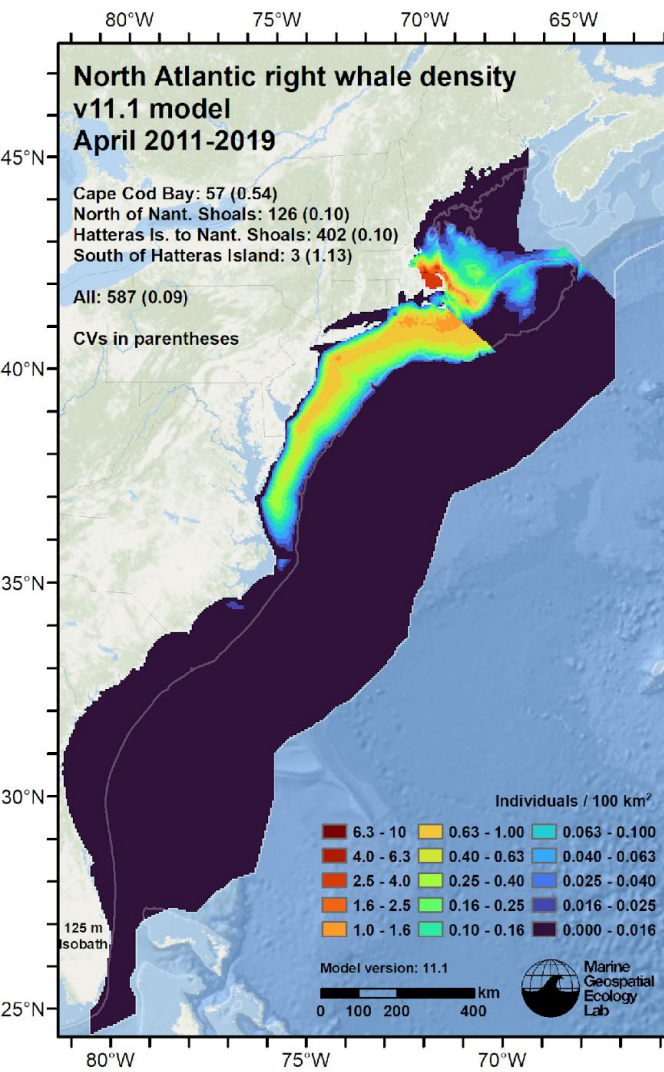 80°W 75°W 70°W 65°W
North Atlantic right whale density
v11.1 model
April 2011-2019
45°N
Cape Cod Bay: 57 (0.54)
North of Nant. Shoals: 126 (0.10)
Hatteras Is. to Nant. Shoals: 402 (0.10)
South of Hatteras Island: 3 (1.13)
All: 587 (0.09)
CVs in parentheses
40°N
35°N
30°N
Individuals / 100 km²
6.3 - 10 0.63 - 1.00 0.063 - 0.100
4.0 - 6.3 0.40 - 0.63 0.040 - 0.063
2.5 - 4.0 0.25 - 0.40 0.025 - 0.040
1.6 - 2.5 0.16 - 0.25 0.016 - 0.025
1.0 - 1.6 0.10 - 0.16 0.000 - 0.016
125 m
Isobath
Model version: 11.1
km
0 100 200 400
Marine
Geospatial
Ecology
Lab
25°N
80°W 75°W 70°W